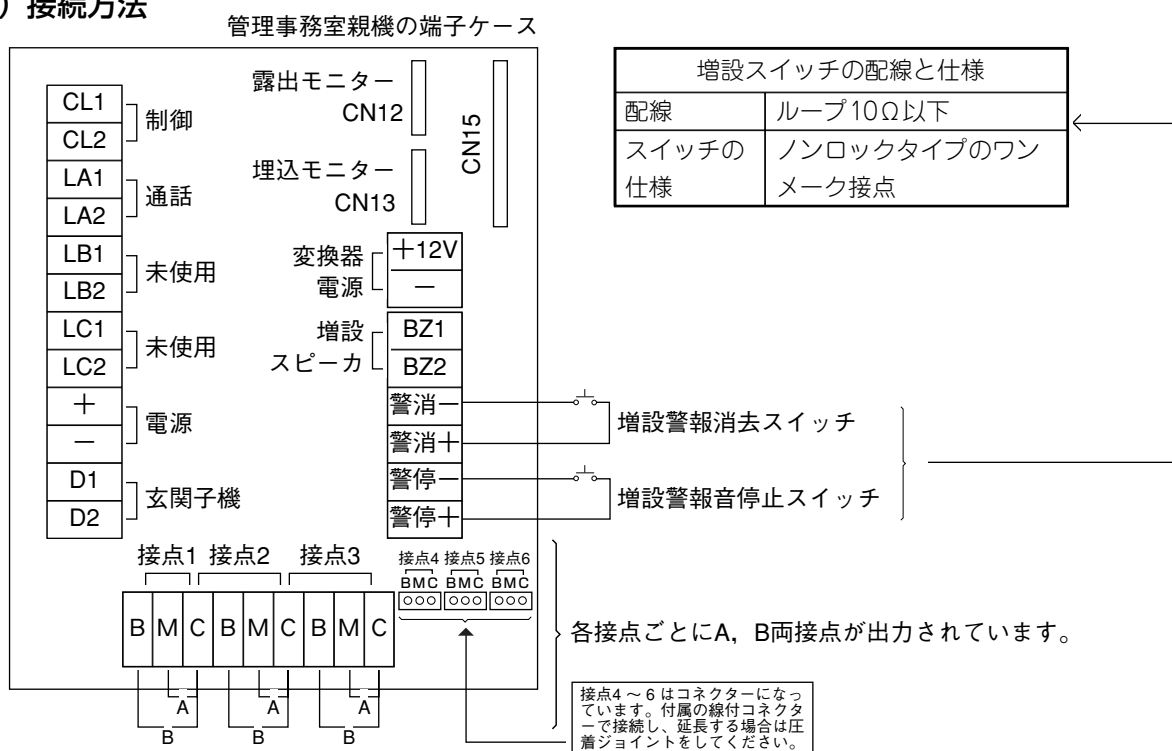 ）接続方法
管理事務室親機の端子ケース
CL1
CL2
制御
LA1
LA2
通話
LB1
LB2
未使用
LC1
LC2
未使用
＋
－
電源
D1
D2
玄関子機
露出モニター
CN12
埋込モニター
CN13
CN15
変換器
電源
＋12V
－
増設
スピーカ
BZ1
BZ2
警消－
警消＋
警停－
警停＋
増設警報消去スイッチ
増設警報音停止スイッチ
増設スイッチの配線と仕様
配線 ループ10Ω以下
スイッチの ノンロックタイプのワン
仕様 メーク接点
接点1 接点2 接点3
B M C B M C B M C
A A A
B B B
接点4 接点5 接点6
BMC BMC BMC
各接点ごとにA，B両接点が出力されています。
接点4～6はコネクターになっ
ています。付属の線付コネクタ
ーで接続し、延長する場合は圧
着ジョイントをしてください。